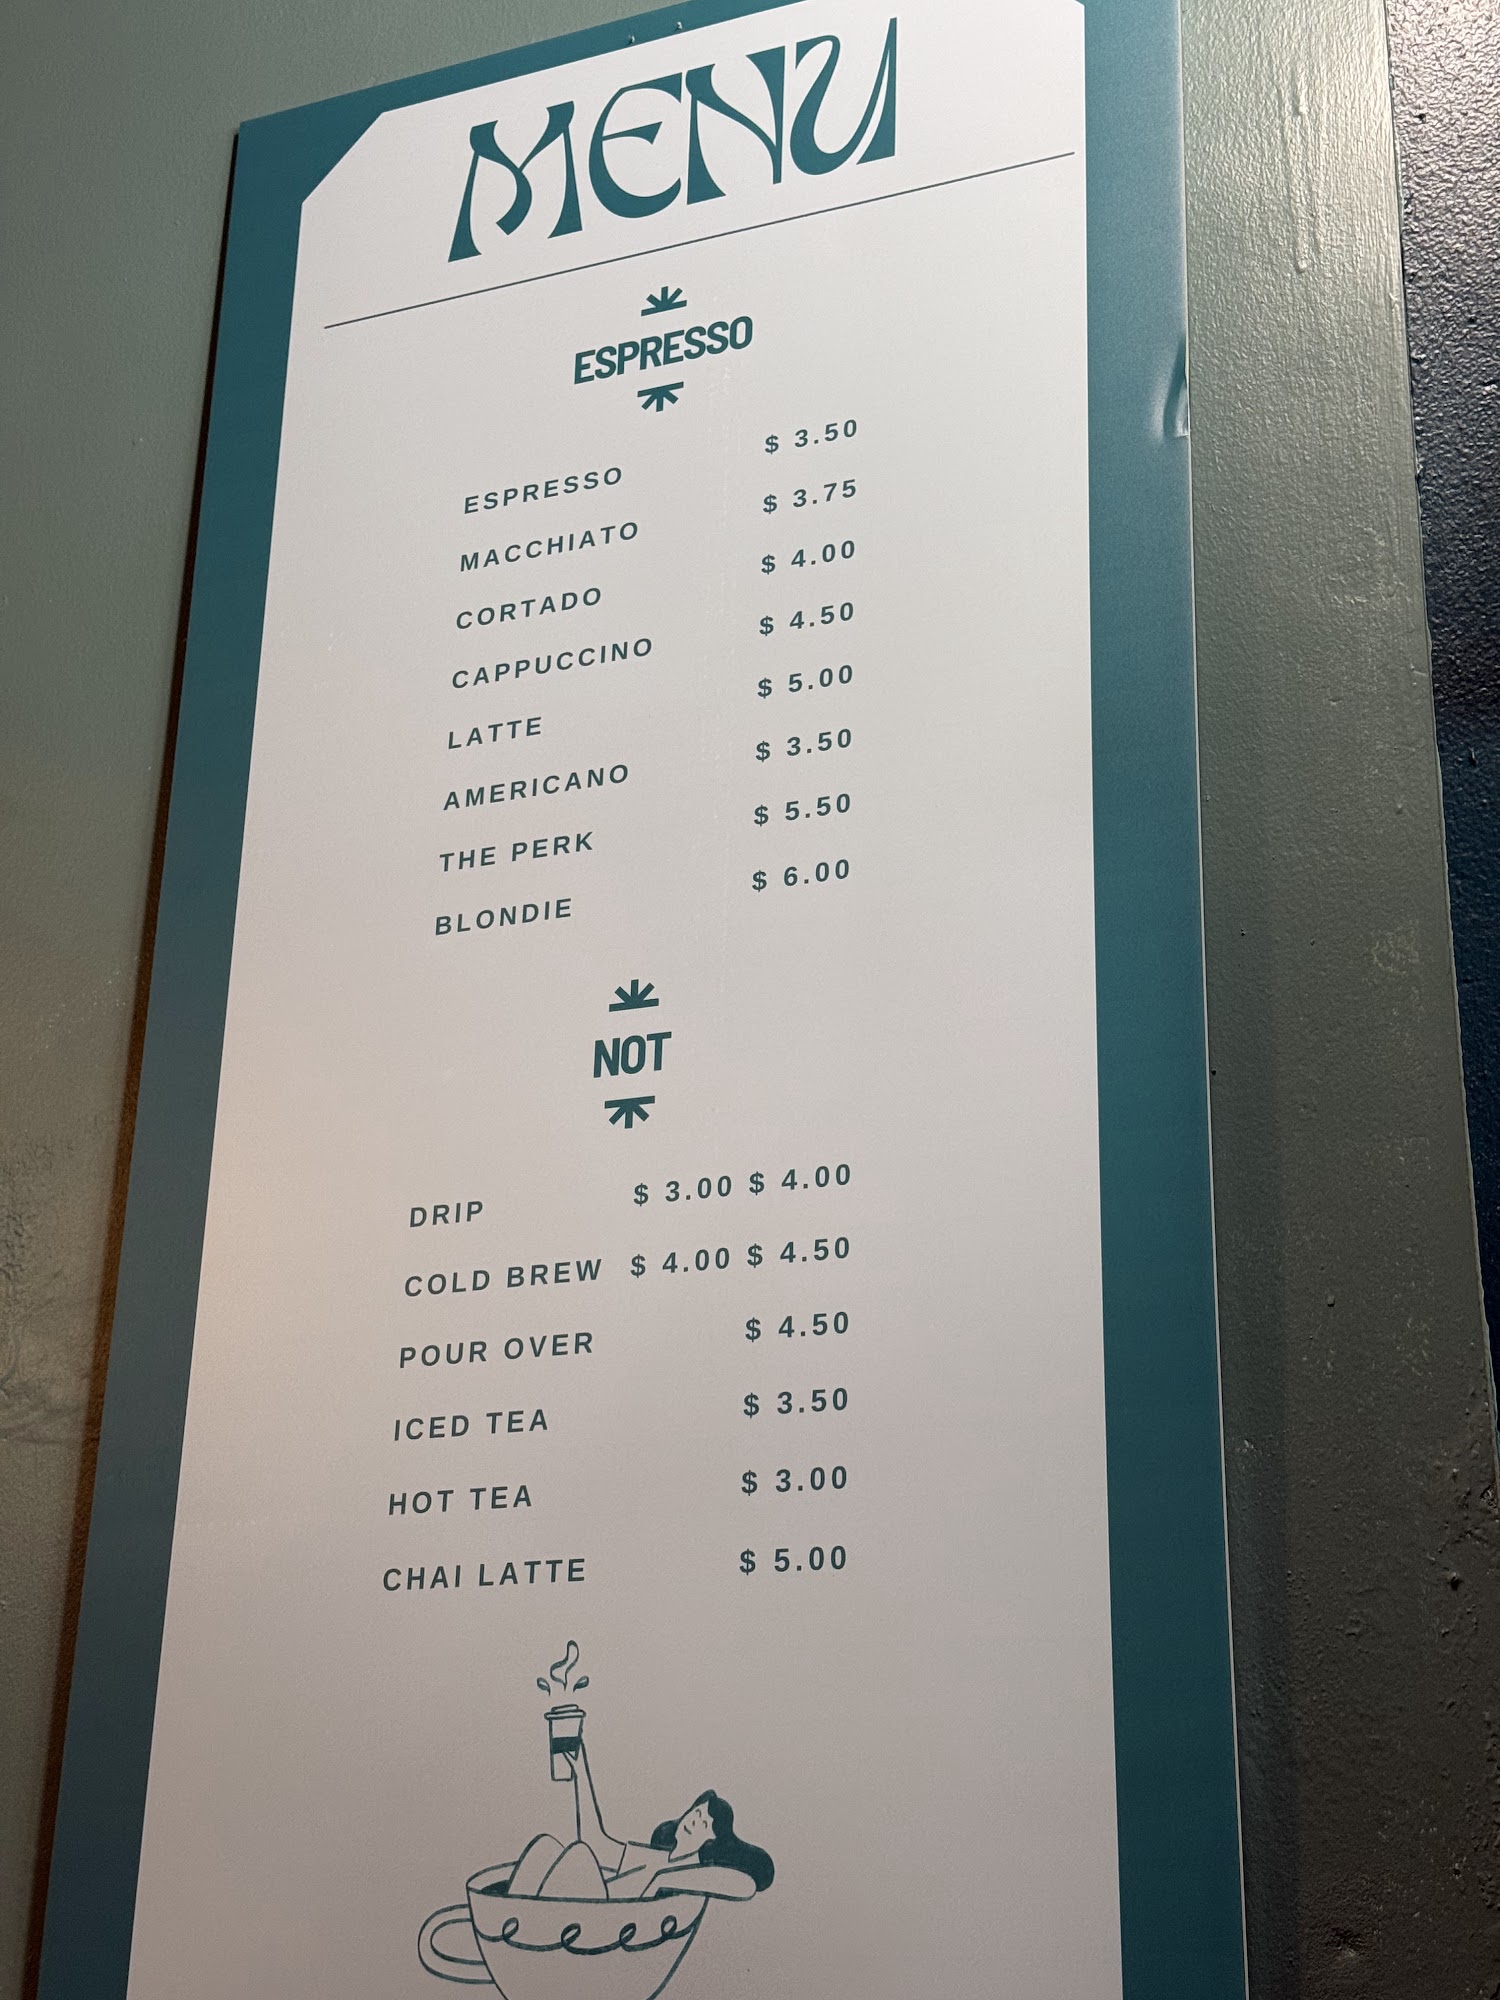 MENU
ESPRESSO
ESPRESSO $ 3.50
MACCHIATO $ 3.75
CORTADO $ 4.00
CAPPUCCINO $ 4.50
LATTE $ 5.00
AMERICANO $ 3.50
THE PERK $ 5.50
BLONDIE $ 6.00
NOT
DRIP $ 3.00 $ 4.00
COLD BREW $ 4.00 $ 4.50
POUR OVER $ 4.50
ICED TEA $ 3.50
HOT TEA $ 3.00
CHAI LATTE $ 5.00